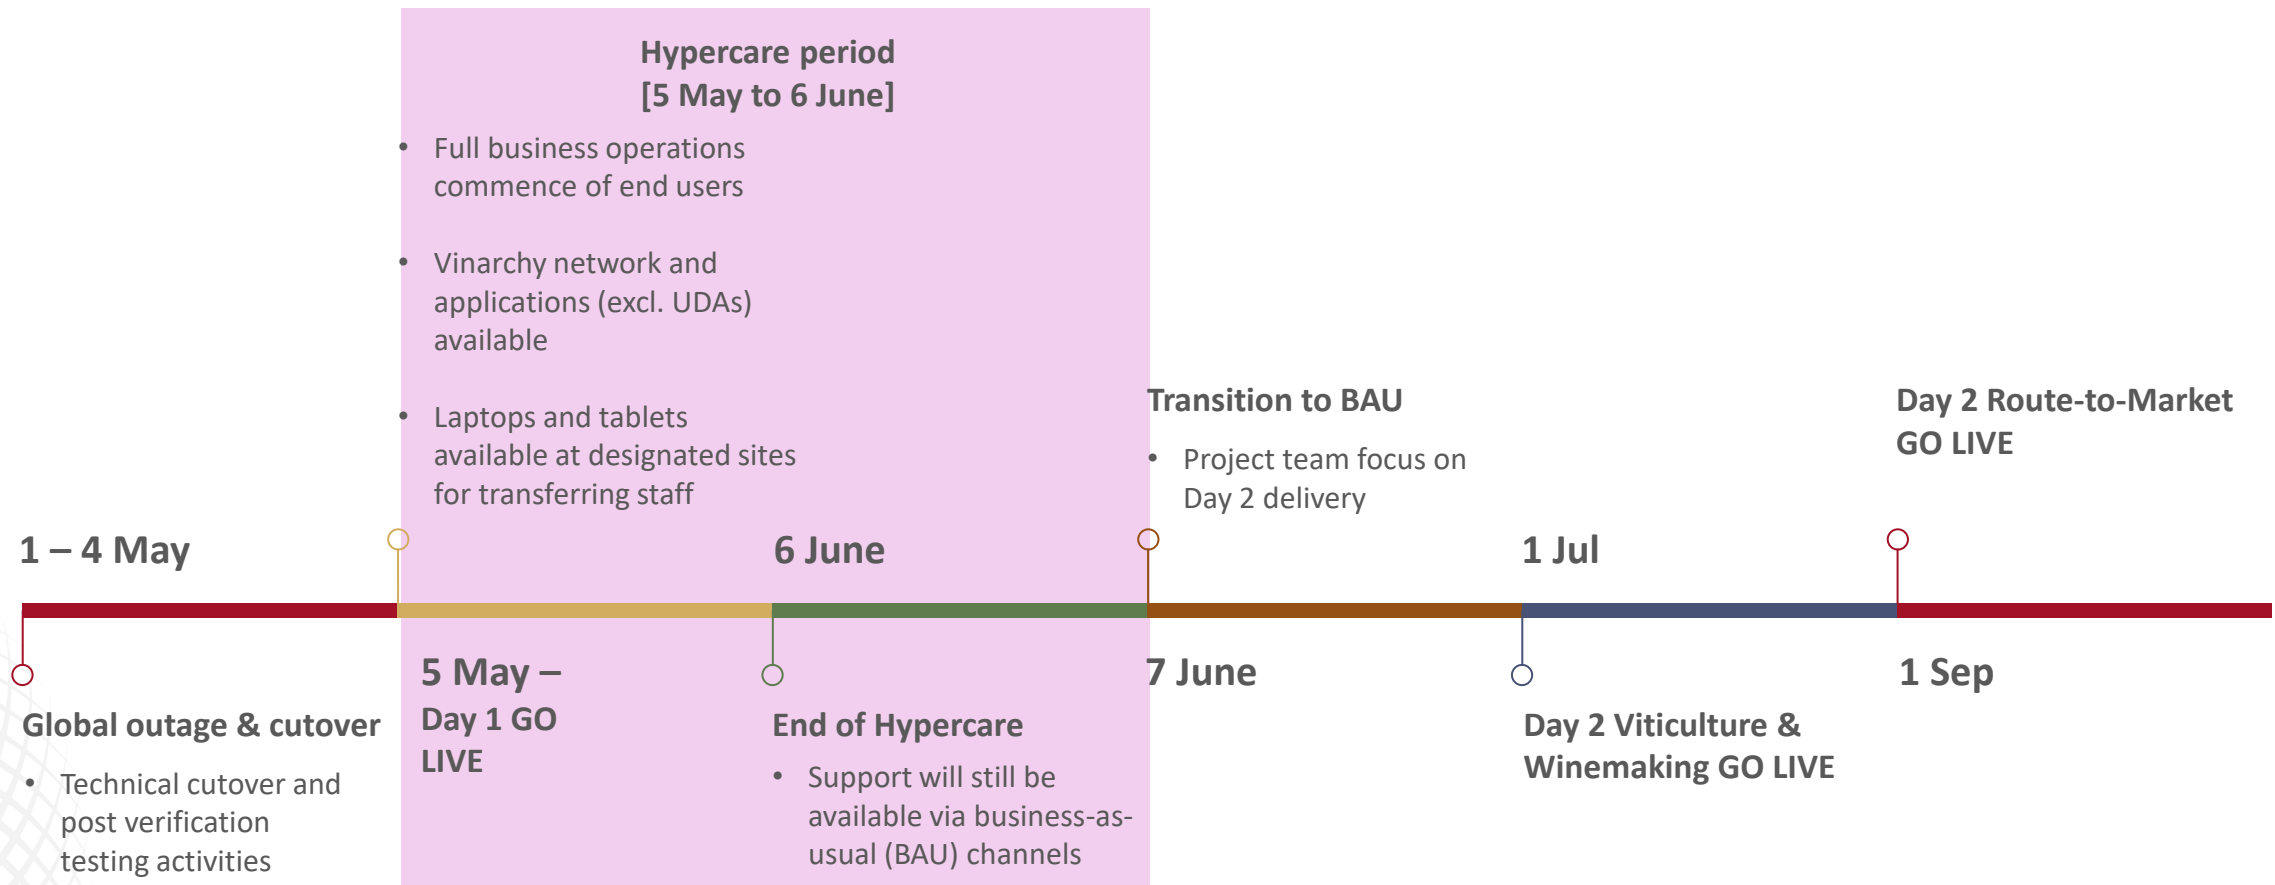 Hypercare period
[5 May to 6 June]
• Full business operations
commence of end users
• Vinarchy network and
applications (excl. UDAs)
available
• Laptops and tablets
available at designated sites
for transferring staff
Transition to BAU
• Project team focus on
Day 2 delivery
Day 2 Route-to-Market
GO LIVE
1 – 4 May
6 June
1 Jul
5 May –
Day 1 GO
LIVE
7 June
1 Sep
Global outage & cutover
• Technical cutover and
post verification
testing activities
End of Hypercare
• Support will still be
available via business-as-
usual (BAU) channels
Day 2 Viticulture &
Winemaking GO LIVE